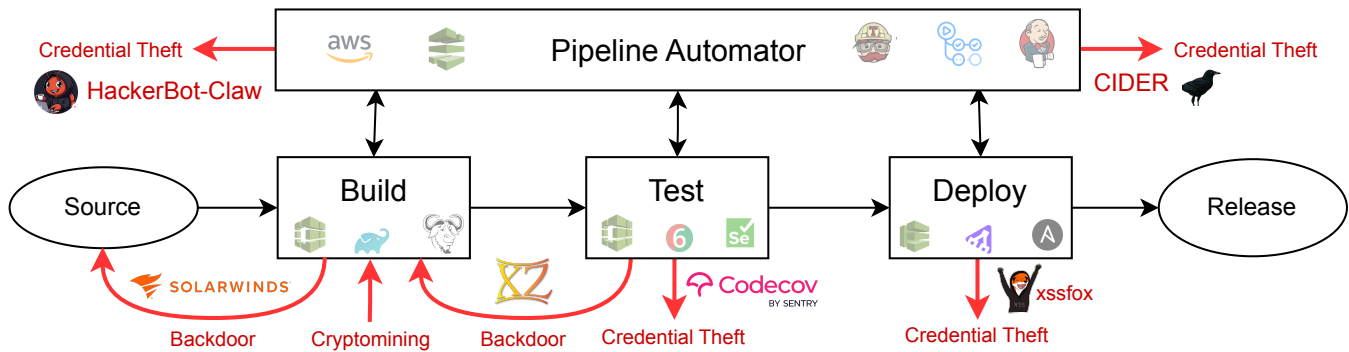 aws
Pipeline Automator
Credential Theft
HackerBot-Claw
Credential Theft
CIDER
Source
Build
Test
6
Se
Deploy
A
Release
SOLARWINDS
XZ
Codecov
BY SENTRY
xssfox
Backdoor
Cryptomining
Backdoor
Credential Theft
Credential Theft